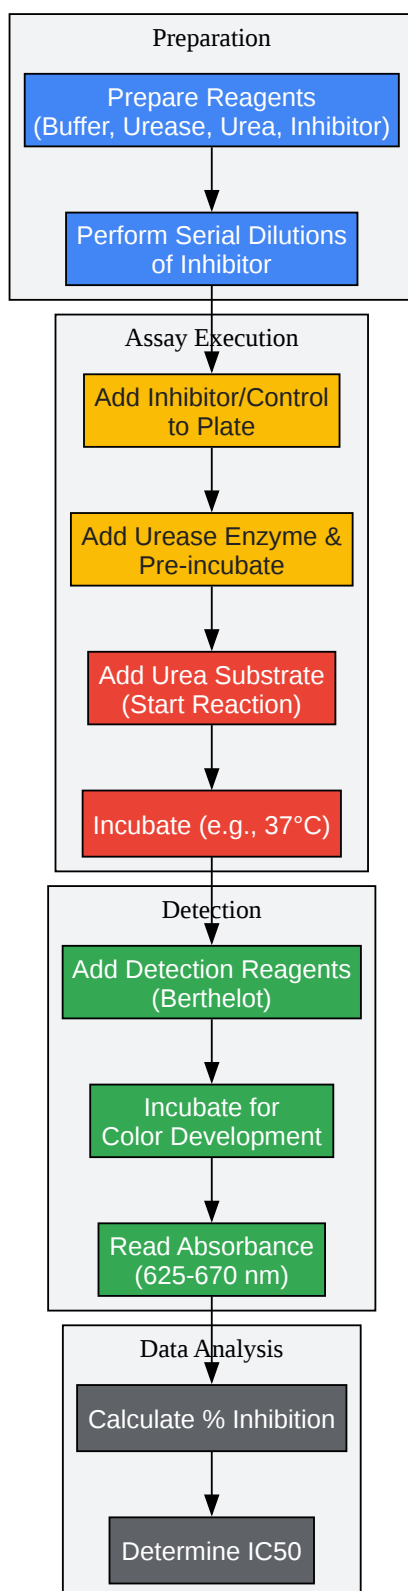 Preparation
Prepare Reagents
(Buffer, Urease, Urea, Inhibitor)
Perform Serial Dilutions
of Inhibitor
Assay Execution
Add Inhibitor/Control
to Plate
Add Urease Enzyme &
Pre-incubate
Add Urea Substrate
(Start Reaction)
Incubate (e.g., 37°C)
Detection
Add Detection Reagents
(Berthelot)
Incubate for
Color Development
Read Absorbance
(625-670 nm)
Data Analysis
Calculate % Inhibition
Determine IC50